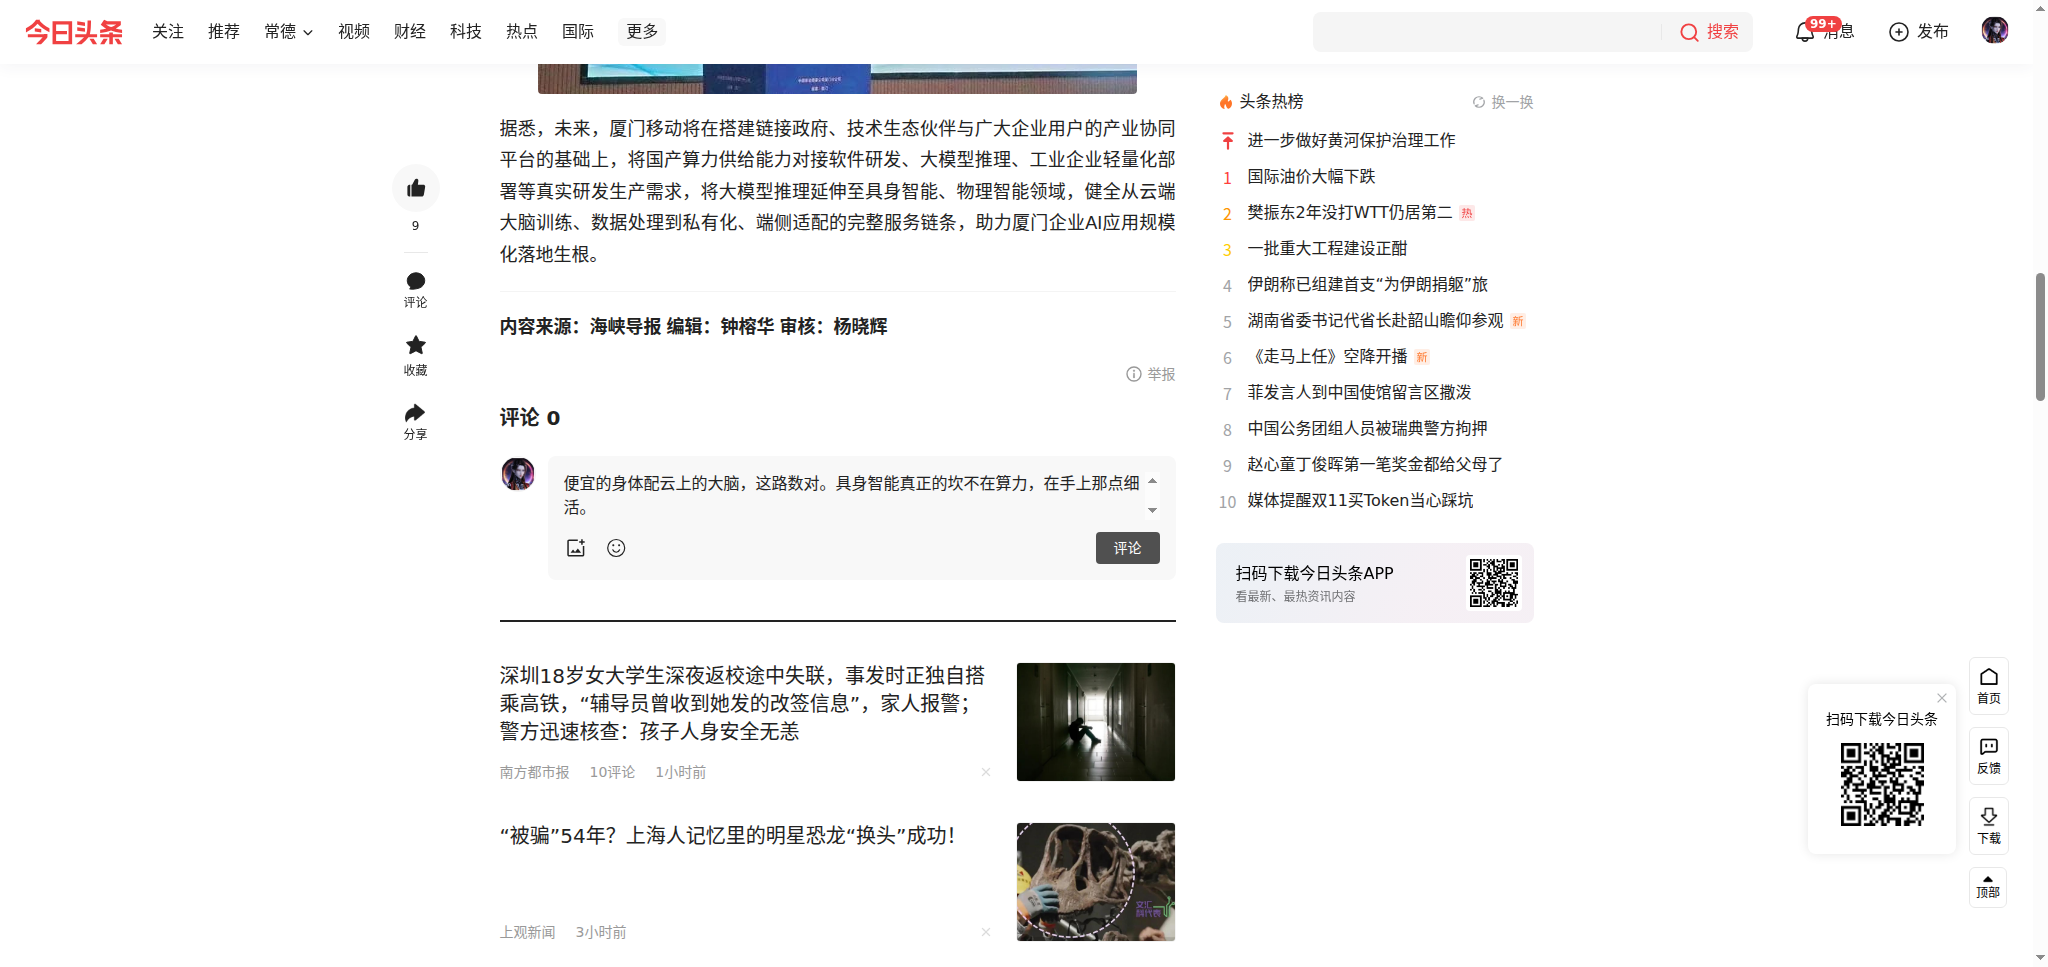 今日头条
关注 推荐 常德 视频 财经 科技 热点 国际 更多
搜索
99+
消息
发布
据悉，未来，厦门移动将在搭建链接政府、技术生态伙伴与广大企业用户的产业协同
平台的基础上，将国产算力供给能力对接软件研发、大模型推理、工业企业轻量化部
署等真实研发生产需求，将大模型推理延伸至具身智能、物理智能领域，健全从云端
大脑训练、数据处理到私有化、端侧适配的完整服务链条，助力厦门企业AI应用规模
化落地生根。
9
评论
收藏
分享
内容来源：海峡导报 编辑：钟榕华 审核：杨晓辉
举报
评论 0
便宜的身体配云上的大脑，这路数对。具身智能真正的坎不在算力，在手上那点细
活。
评论
深圳18岁女大学生深夜返校途中失联，事发时正独自搭
乘高铁，“辅导员曾收到她发的改签信息”，家人报警；
警方迅速核查：孩子人身安全无恙
南方都市报 10评论 1小时前
“被骗”54年？上海人记忆里的明星恐龙“换头”成功！
上观新闻 3小时前
头条热榜
换一换
进一步做好黄河保护治理工作
1 国际油价大幅下跌
2 樊振东2年没打WTT仍居第二 热
3 一批重大工程建设正酣
4 伊朗称已组建首支“为伊朗捐躯”旅
5 湖南省委书记代省长赴韶山瞻仰参观 新
6 《走马上任》空降开播 新
7 菲发言人到中国使馆留言区撒泼
8 中国公务团组人员被瑞典警方拘押
9 赵心童丁俊晖第一笔奖金都给父母了
10 媒体提醒双11买Token当心踩坑
扫码下载今日头条APP
看最新、最热资讯内容
扫码下载今日头条
首页
反馈
下载
顶部